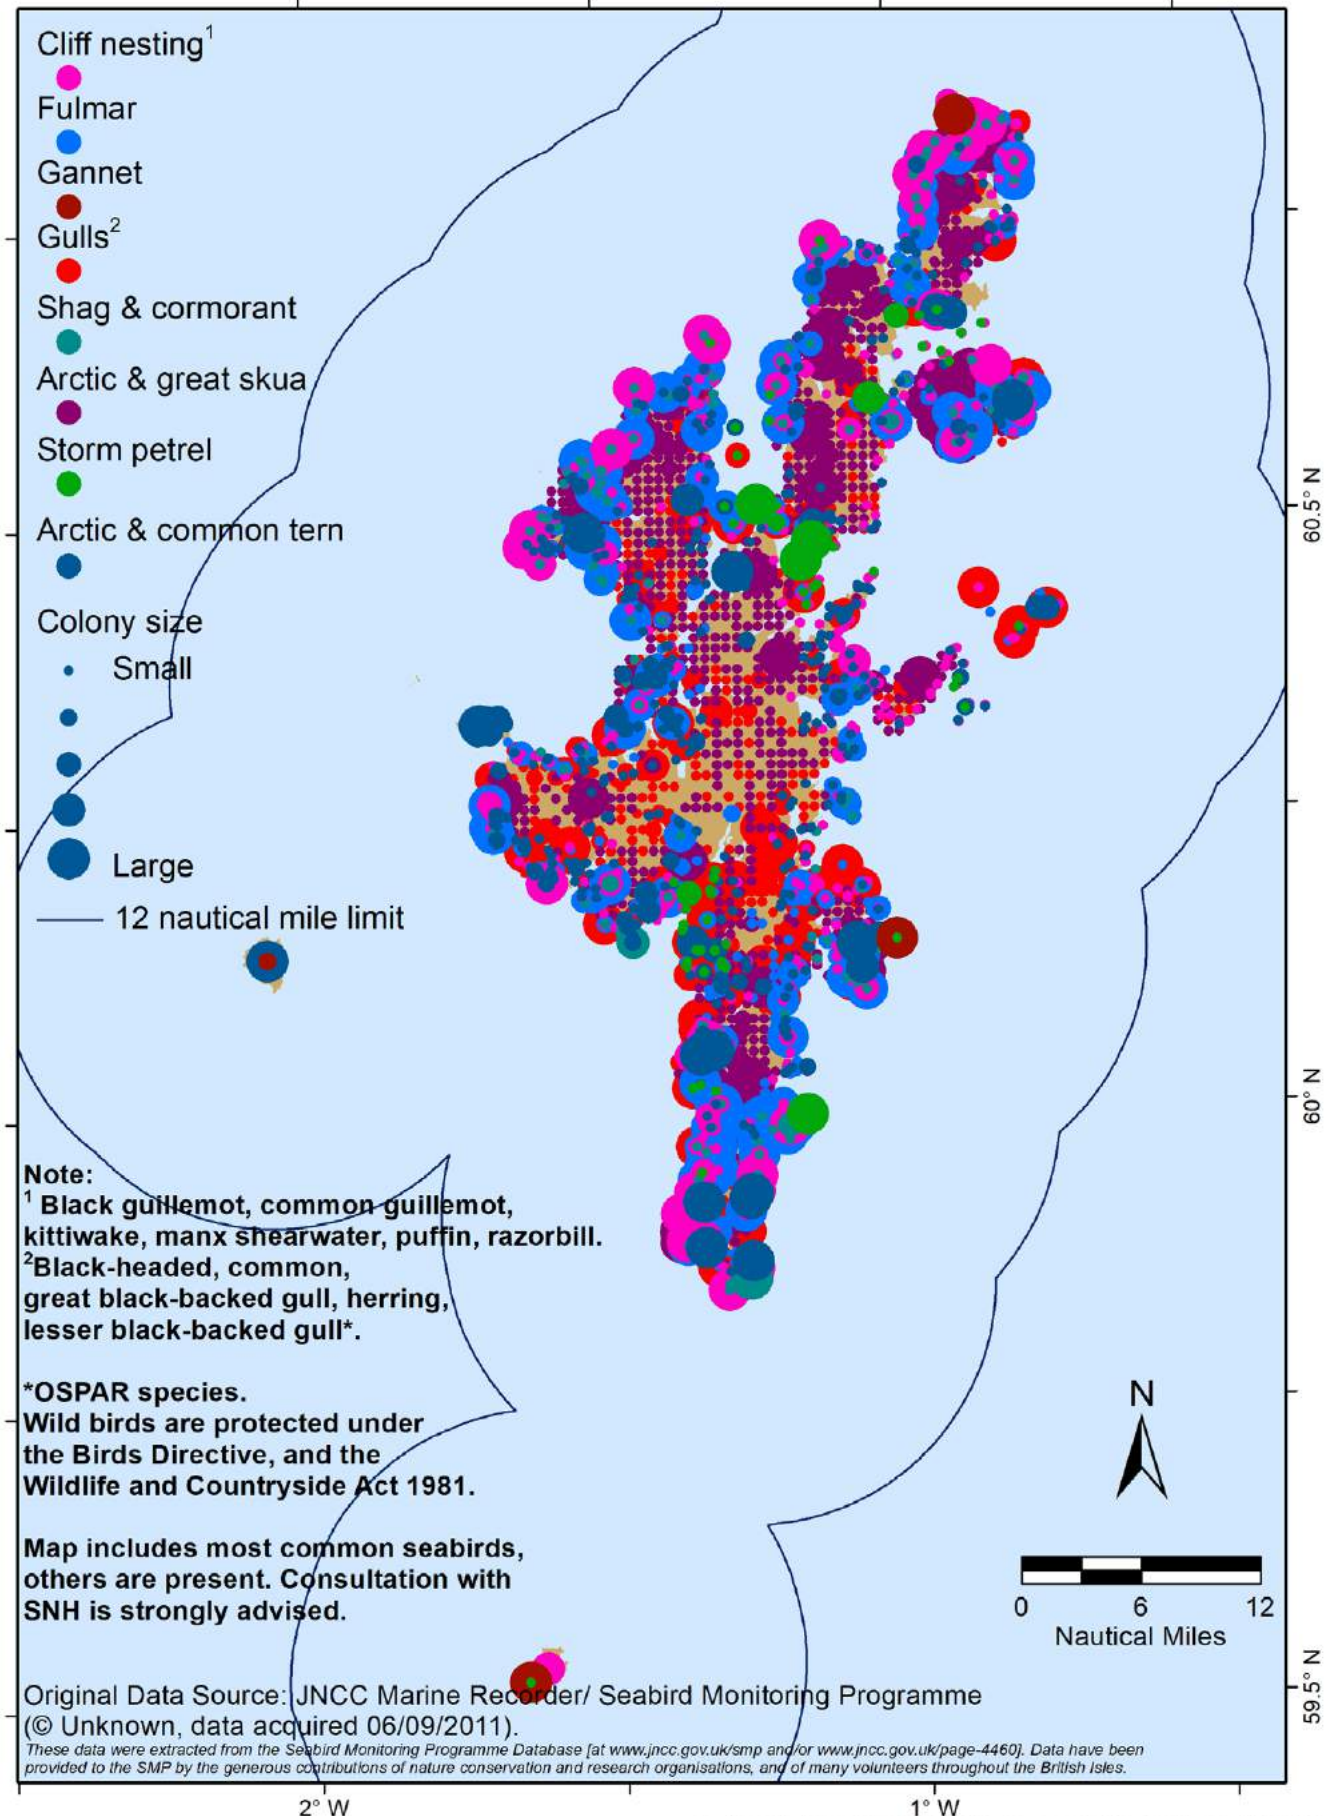 Cliff nesting¹
Fulmar
Gannet
Gulls²
Shag & cormorant
Arctic & great skua
Storm petrel
Arctic & common tern
Colony size
Small
Large
12 nautical mile limit
60.5° N
60° N
59.5° N
Note:
¹ Black guillemot, common guillemot,
kittiwake, manx shearwater, puffin, razorbill.
²Black-headed, common,
great black-backed gull, herring,
lesser black-backed gull*.
*OSPAR species.
Wild birds are protected under
the Birds Directive, and the
Wildlife and Countryside Act 1981.
Map includes most common seabirds,
others are present. Consultation with
SNH is strongly advised.
N
0 6 12
Nautical Miles
Original Data Source: JNCC Marine Recorder/ Seabird Monitoring Programme
(© Unknown, data acquired 06/09/2011).
These data were extracted from the Seabird Monitoring Programme Database [at www.jncc.gov.uk/smp and/or www.jncc.gov.uk/page-4460]. Data have been
provided to the SMP by the generous contributions of nature conservation and research organisations, and of many volunteers throughout the British Isles.
2° W
1° W